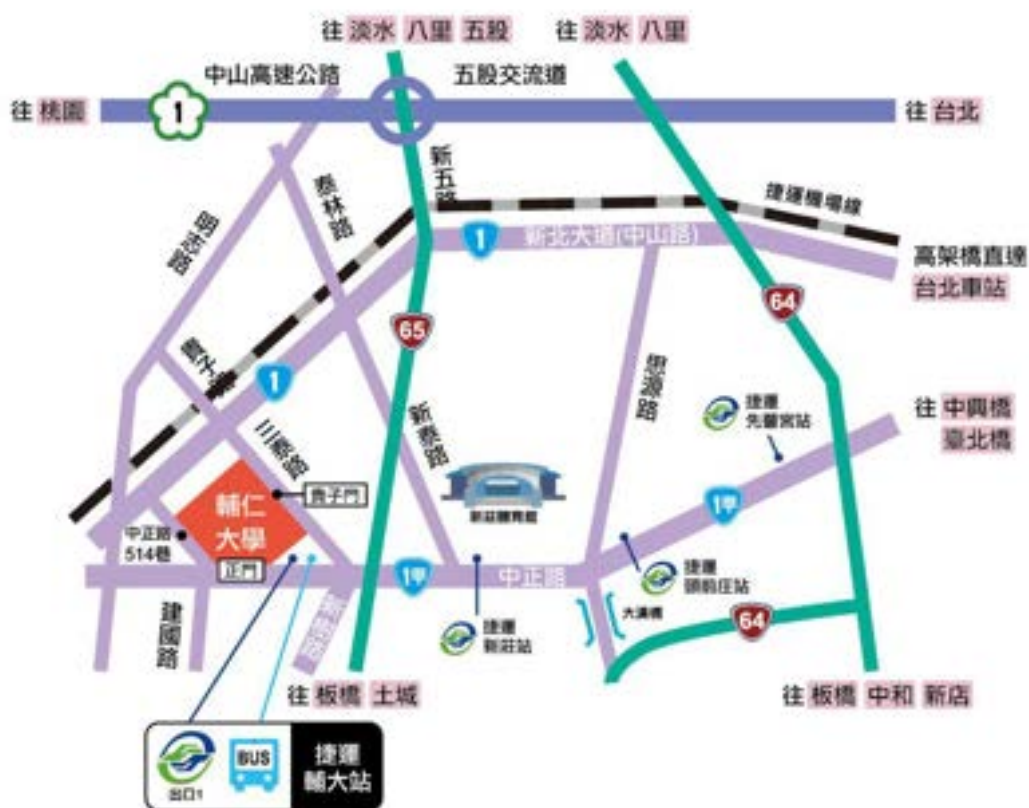 往 淡水 八里 五股
往 淡水 八里
中山高速公路
五股交流道
往 桃園
1
往 台北
新五路
泰林路
明志路
捷運機場線
1
新北大道(中山路)
高架橋直達
台北車站
65
64
貴子路
1
思源路
捷運
先嗇宮站
往 中興橋
臺北橋
三泰路
新泰路
輔仁
大學
貴子門
新莊體育館
1甲
中正路
514巷
正門
1甲
中正路
捷運
頭前庄站
建國路
捷運
新莊站
大漢橋
64
往 板橋 土城
往 板橋 中和 新店
BUS
出口1
捷運
輔大站